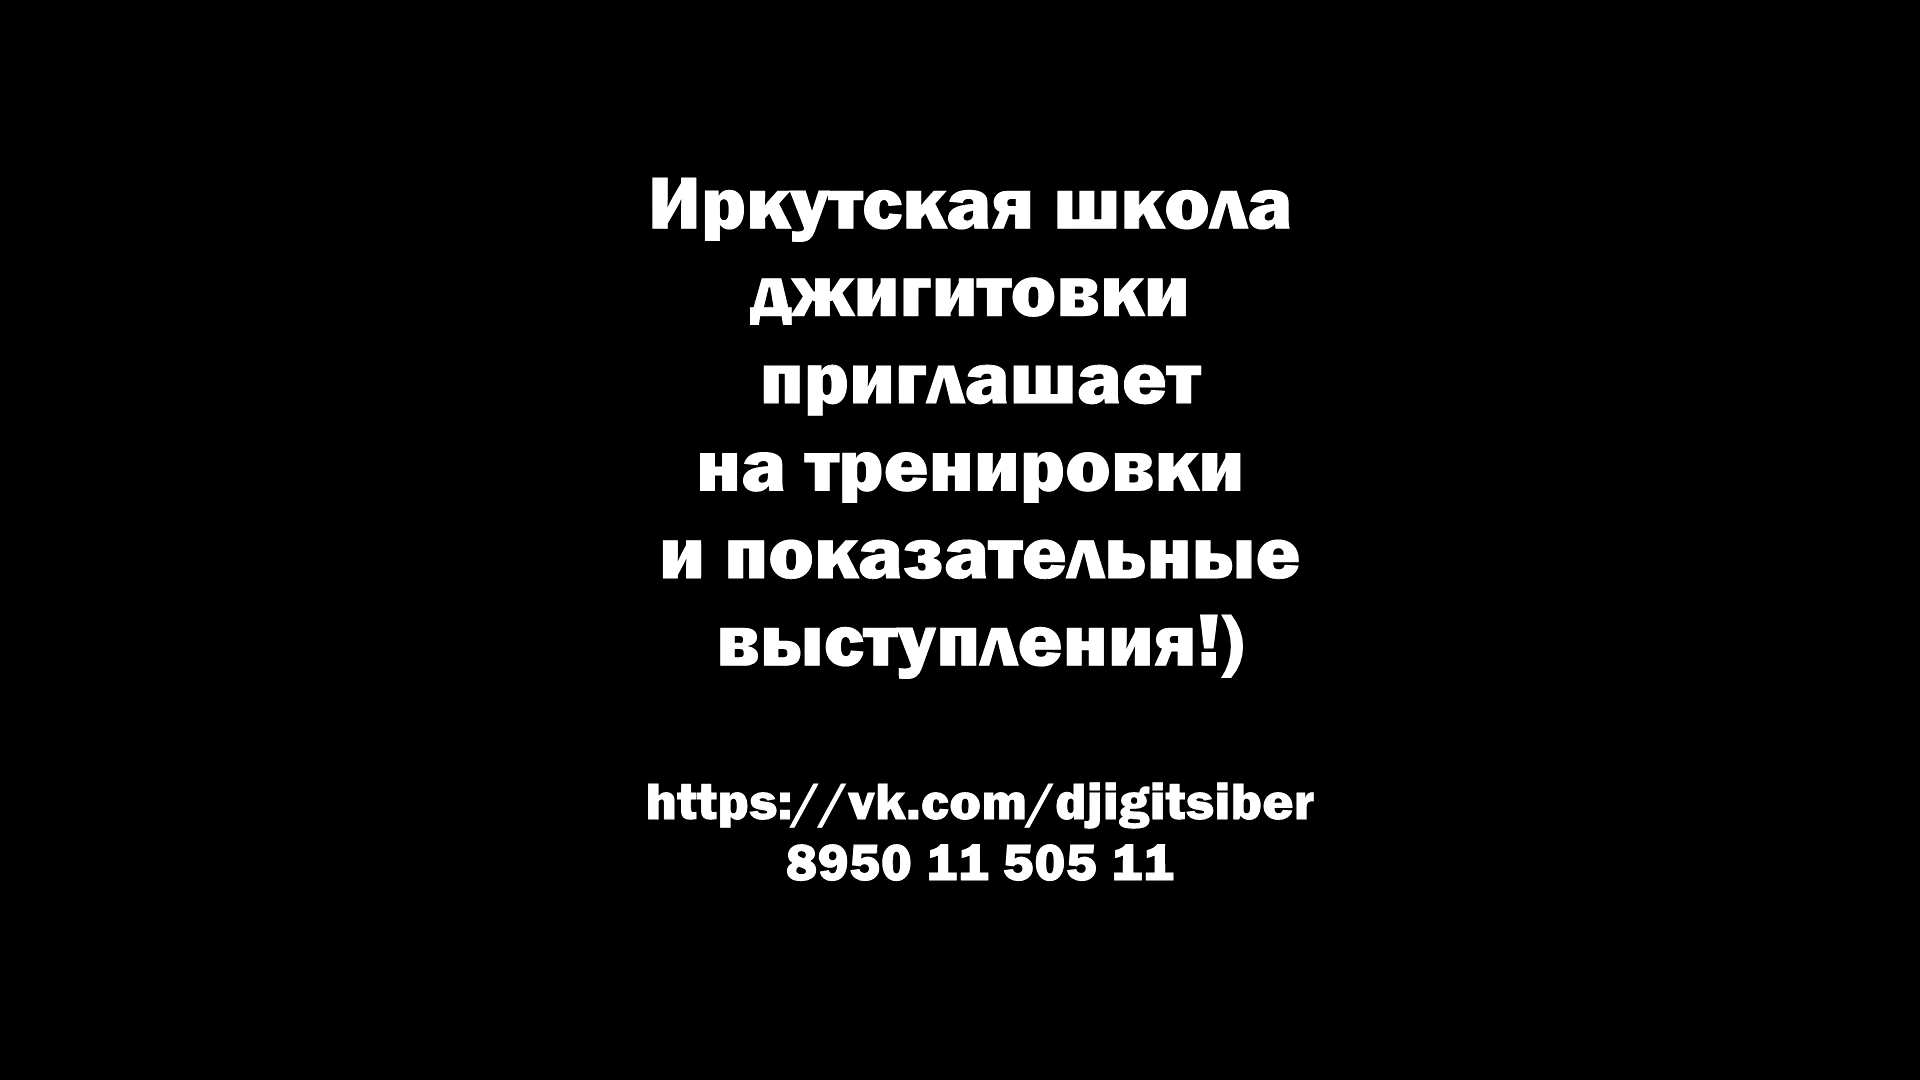 Иркутская школа
джигитовки
приглашает
на тренировки
и показательные
выступления!)
https://vk.com/djigitsiber
8950 11 505 11